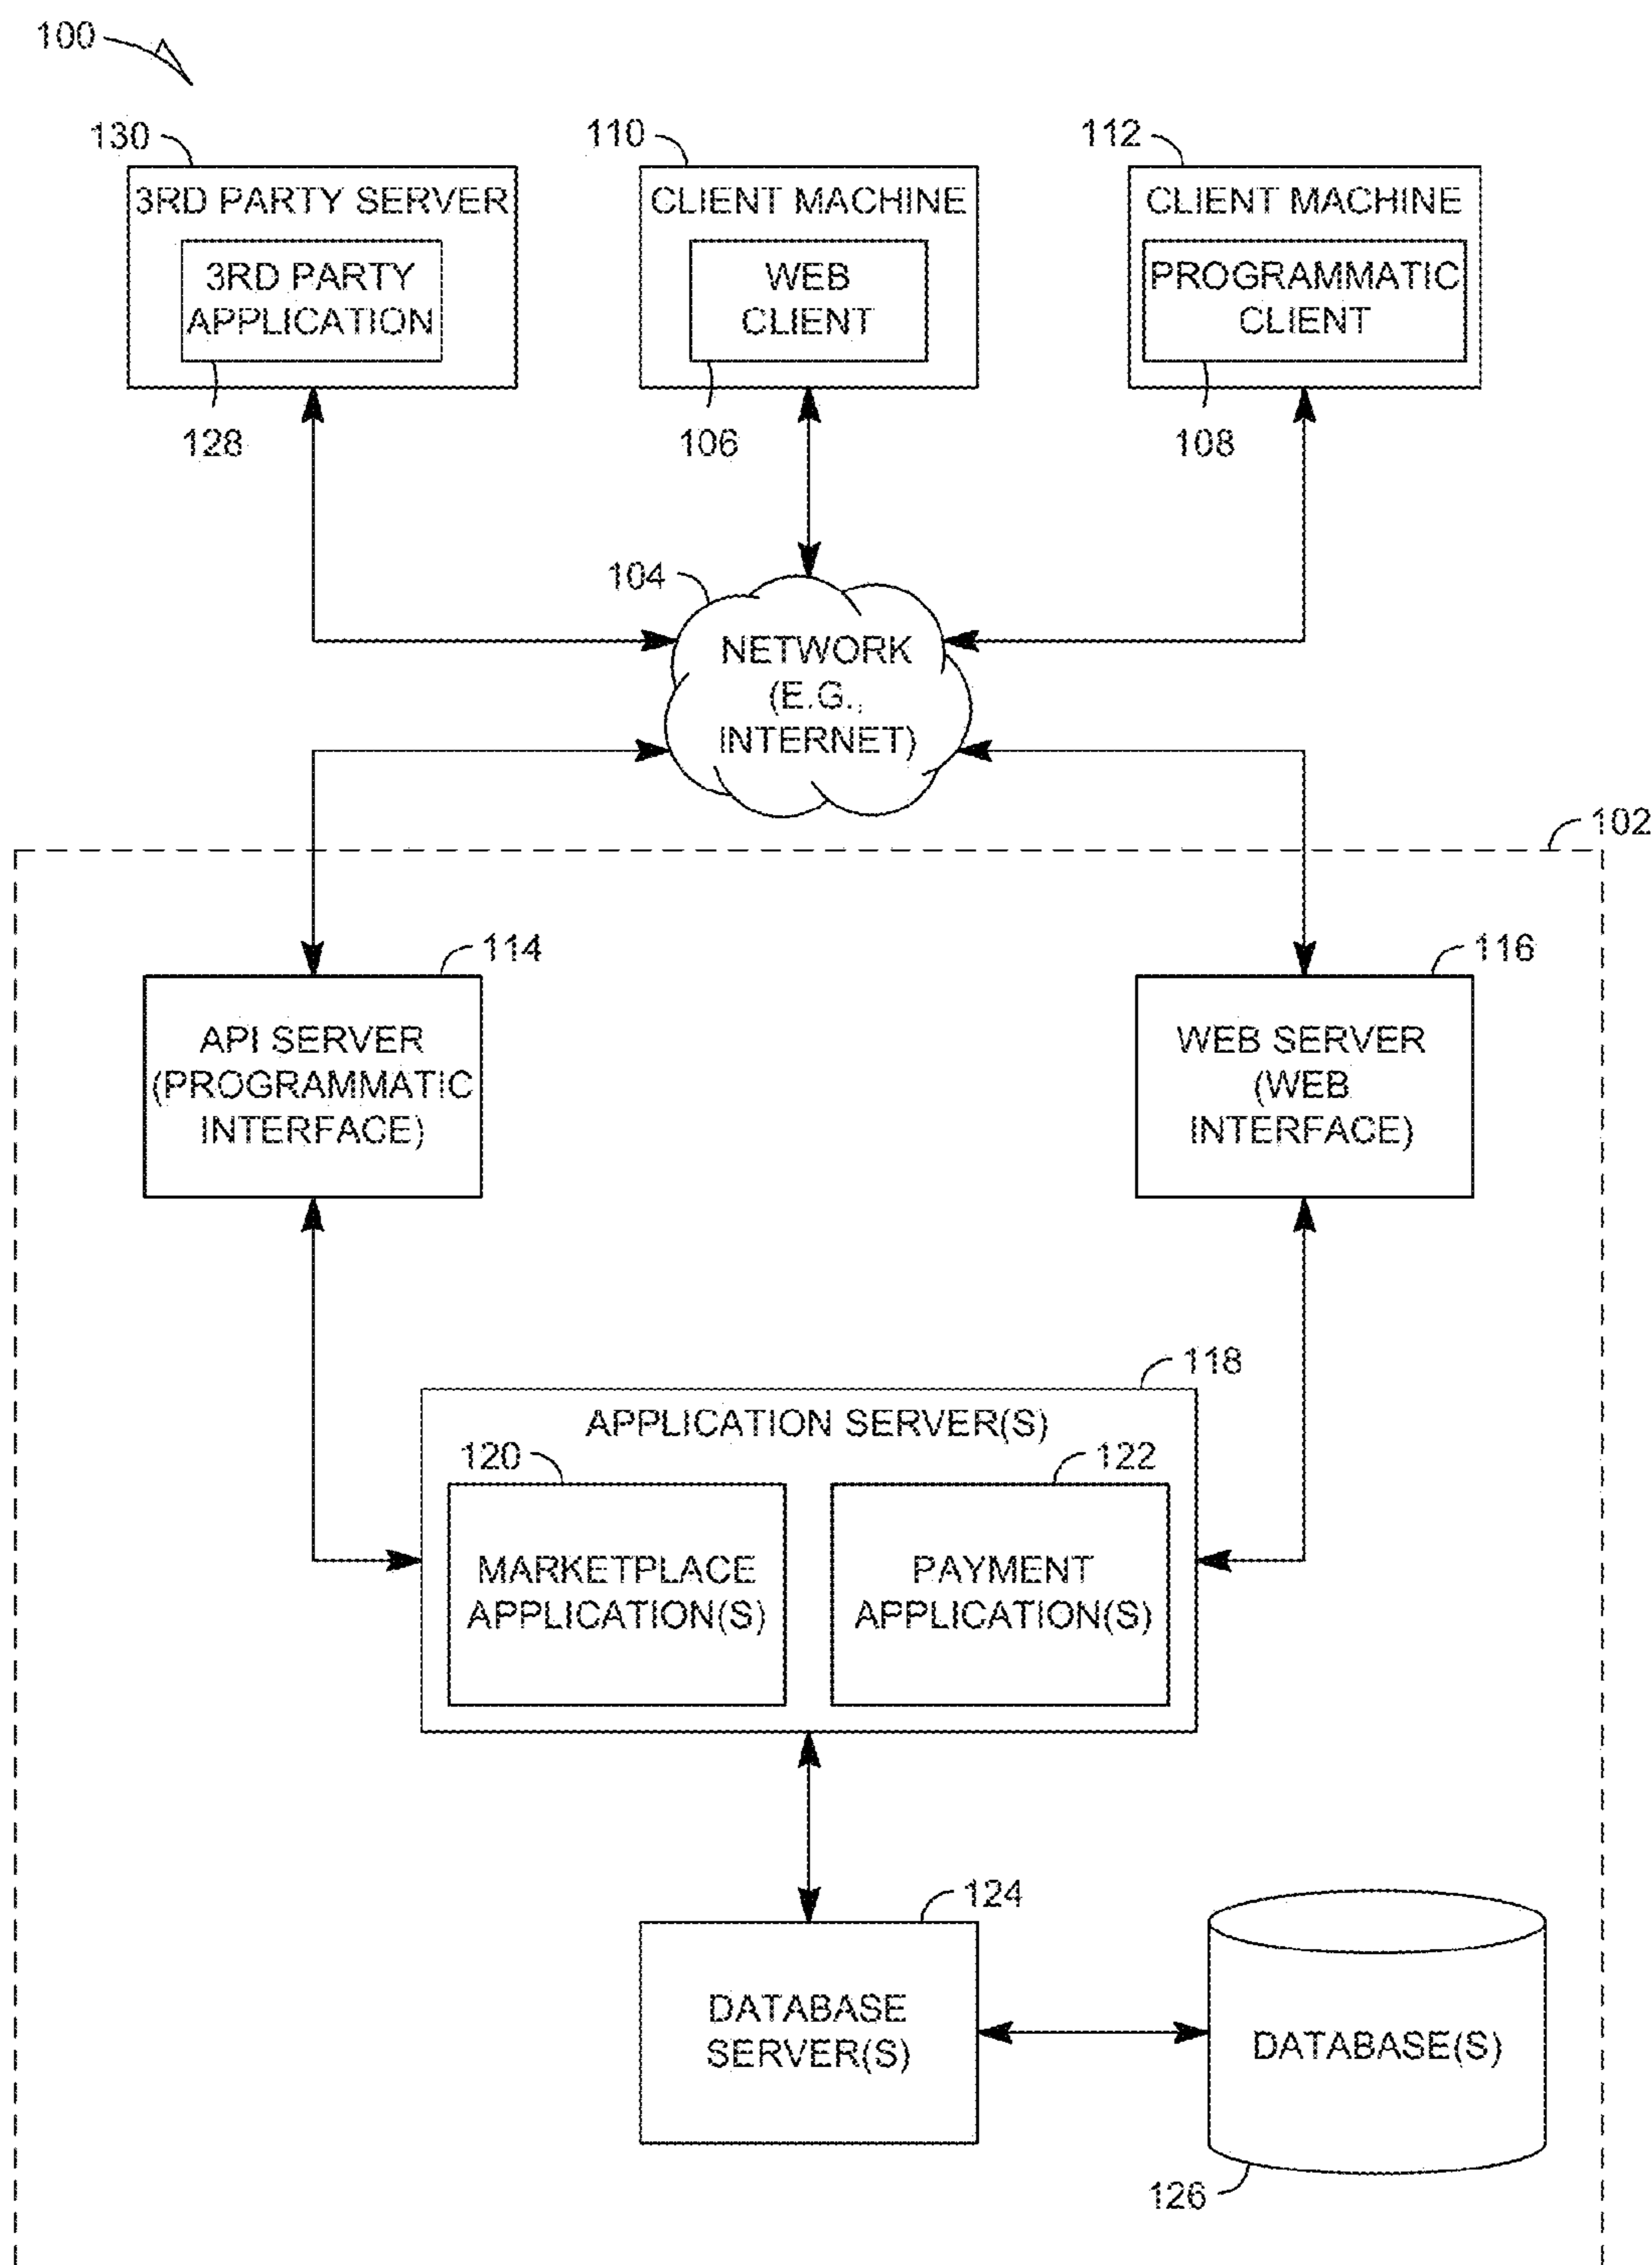 100
130
110
112
3RD PARTY SERVER
CLIENT MACHINE
CLIENT MACHINE
3RD PARTY
APPLICATION
WEB
CLIENT
PROGRAMMATIC
CLIENT
128
106
108
104
NETWORK
(E.G.,
INTERNET)
102
114
116
API SERVER
(PROGRAMMATIC
INTERFACE)
WEB SERVER
(WEB
INTERFACE)
118
APPLICATION SERVER(S)
120
122
MARKETPLACE
APPLICATION(S)
PAYMENT
APPLICATION(S)
124
DATABASE
SERVER(S)
DATABASE(S)
126